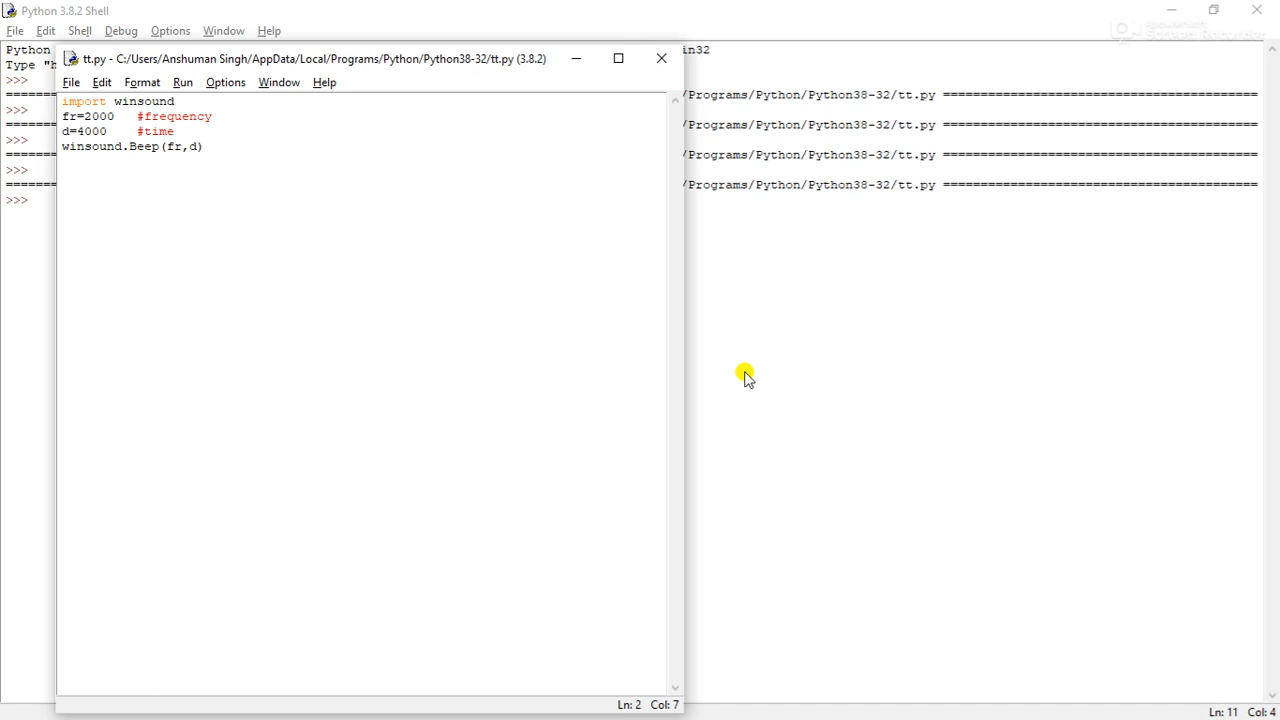 Python 3.8.2 Shell
File Edit Shell Debug Options Window Help
Python
in32
Type "h
>>>
======= /Programs/Python/Python38-32/tt.py ==========================================
>>>
======= /Programs/Python/Python38-32/tt.py ==========================================
>>>
======= /Programs/Python/Python38-32/tt.py ==========================================
>>>
======= /Programs/Python/Python38-32/tt.py ==========================================
>>>
tt.py - C:/Users/Anshuman Singh/AppData/Local/Programs/Python/Python38-32/tt.py (3.8.2)
File Edit Format Run Options Window Help
import winsound
fr=2000 #frequency
d=4000 #time
winsound.Beep(fr,d)
Ln: 2 Col: 7
Ln: 11 Col: 4
Screen Recorder